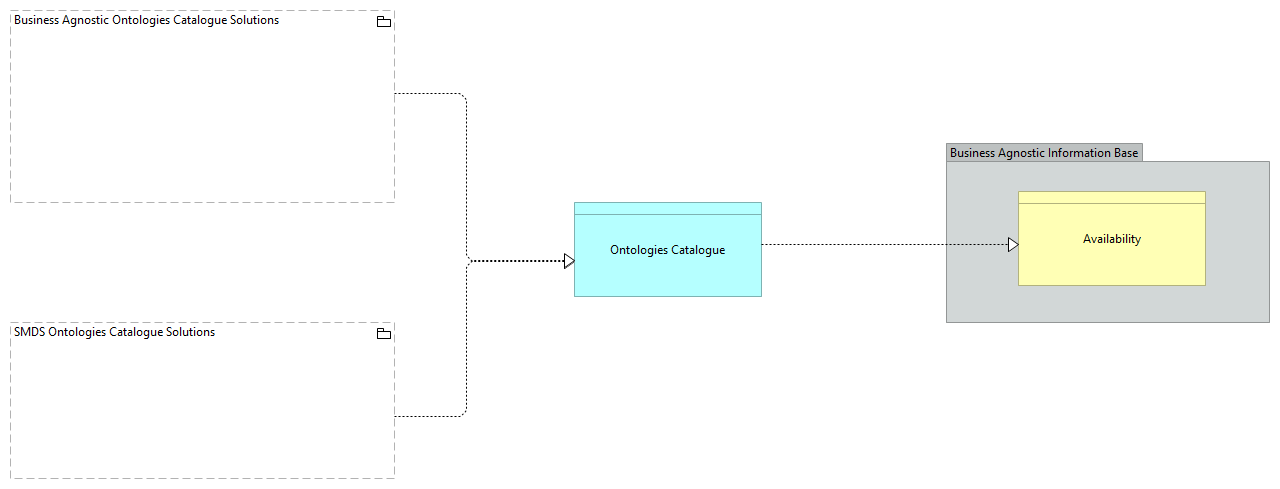 Business Agnostic Ontologies Catalogue Solutions
Business Agnostic Information Base
Availability
Ontologies Catalogue
SMDS Ontologies Catalogue Solutions